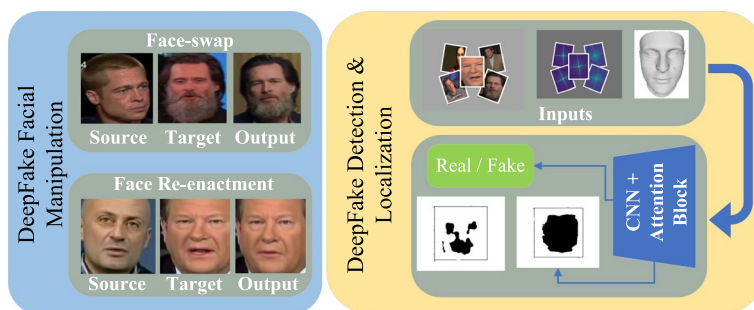 DeepFake Facial
Manipulation
Face-swap
4
Source Target Output
Face Re-enactment
Source Target Output
DeepFake Detection &
Localization
Inputs
Real / Fake
CNN +
Attention
Block